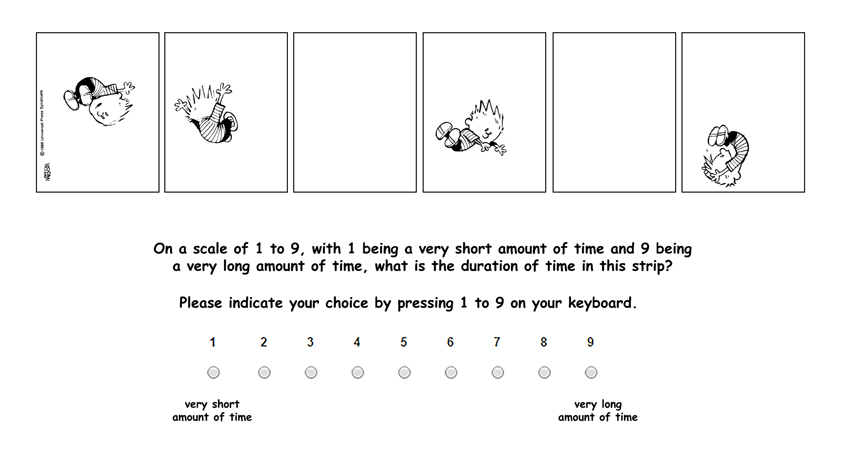 ©1989 Universal Press Syndicate
On a scale of 1 to 9, with 1 being a very short amount of time and 9 being
a very long amount of time, what is the duration of time in this strip?
Please indicate your choice by pressing 1 to 9 on your keyboard.
1 2 3 4 5 6 7 8 9
very short very long
amount of time amount of time